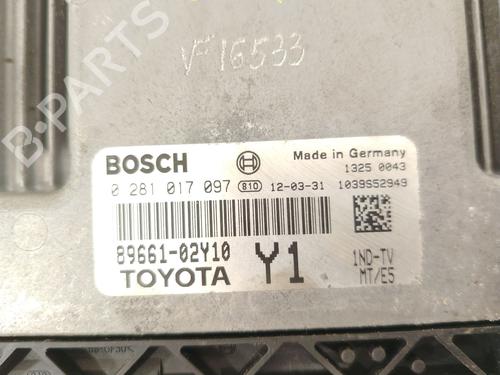 VF16533
B-PARTS
BOSCH
Made in Germany
1325 0043
0 281 017 097 810 12-03-31 1039S52949
89661-02Y10
TOYOTA
Y1
1ND-TV
MT/E5